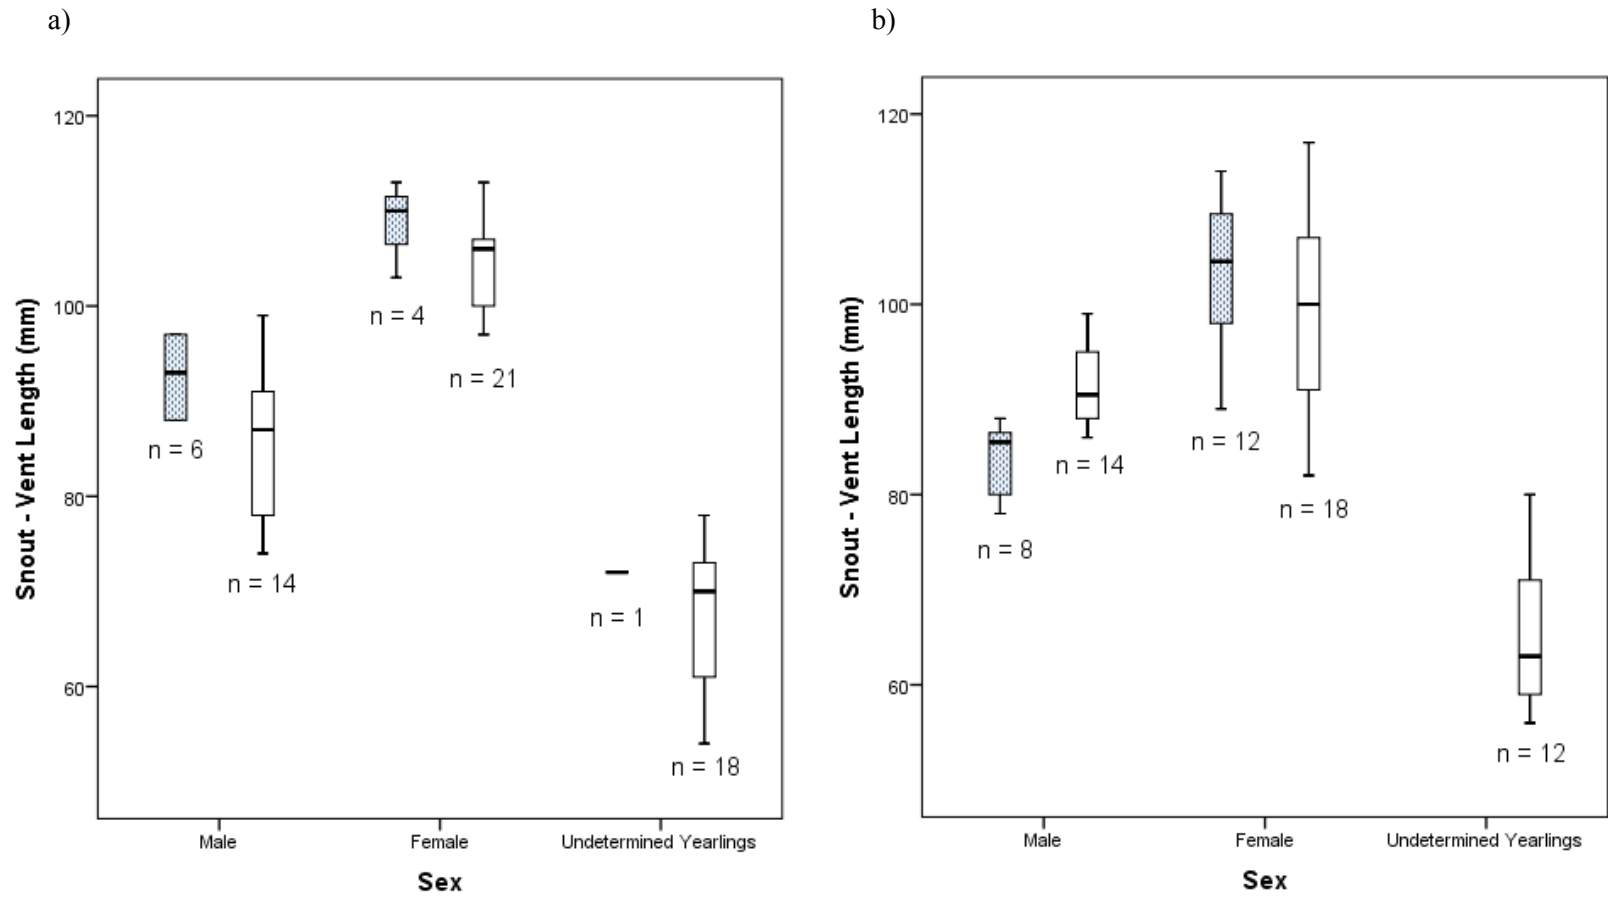 a)
120
100
80
60
Snout - Vent Length (mm)
n = 6
n = 14
n = 4
n = 21
n = 1
n = 18
Male
Female
Undetermined Yearlings
Sex
b)
120
100
80
60
Snout - Vent Length (mm)
n = 8
n = 14
n = 12
n = 18
n = 12
Male
Female
Undetermined Yearlings
Sex